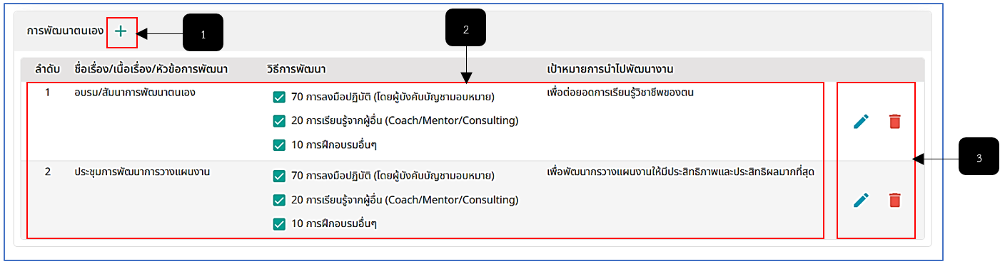 การพัฒนาตนเอง
1
2
ลำดับ ชื่อเรื่อง/เนื้อเรื่อง/หัวข้อการพัฒนา วิธีการพัฒนา เป้าหมายการนำไปพัฒนางาน
1 อบรม/สัมนาการพัฒนาตนเอง 70 การลงมือปฏิบัติ (โดยผู้บังคับบัญชามอบหมาย) เพื่อต่อยอดการเรียนรู้วิชาชีพของตน
20 การเรียนรู้จากผู้อื่น (Coach/Mentor/Consulting)
10 การฝึกอบรมอื่นๆ
3
2 ประชุมการพัฒนาการวางแผนงาน 70 การลงมือปฏิบัติ (โดยผู้บังคับบัญชามอบหมาย) เพื่อพัฒนากรวางแผนงานให้มีประสิทธิภาพและประสิทธิผลมากที่สุด
20 การเรียนรู้จากผู้อื่น (Coach/Mentor/Consulting)
10 การฝึกอบรมอื่นๆ